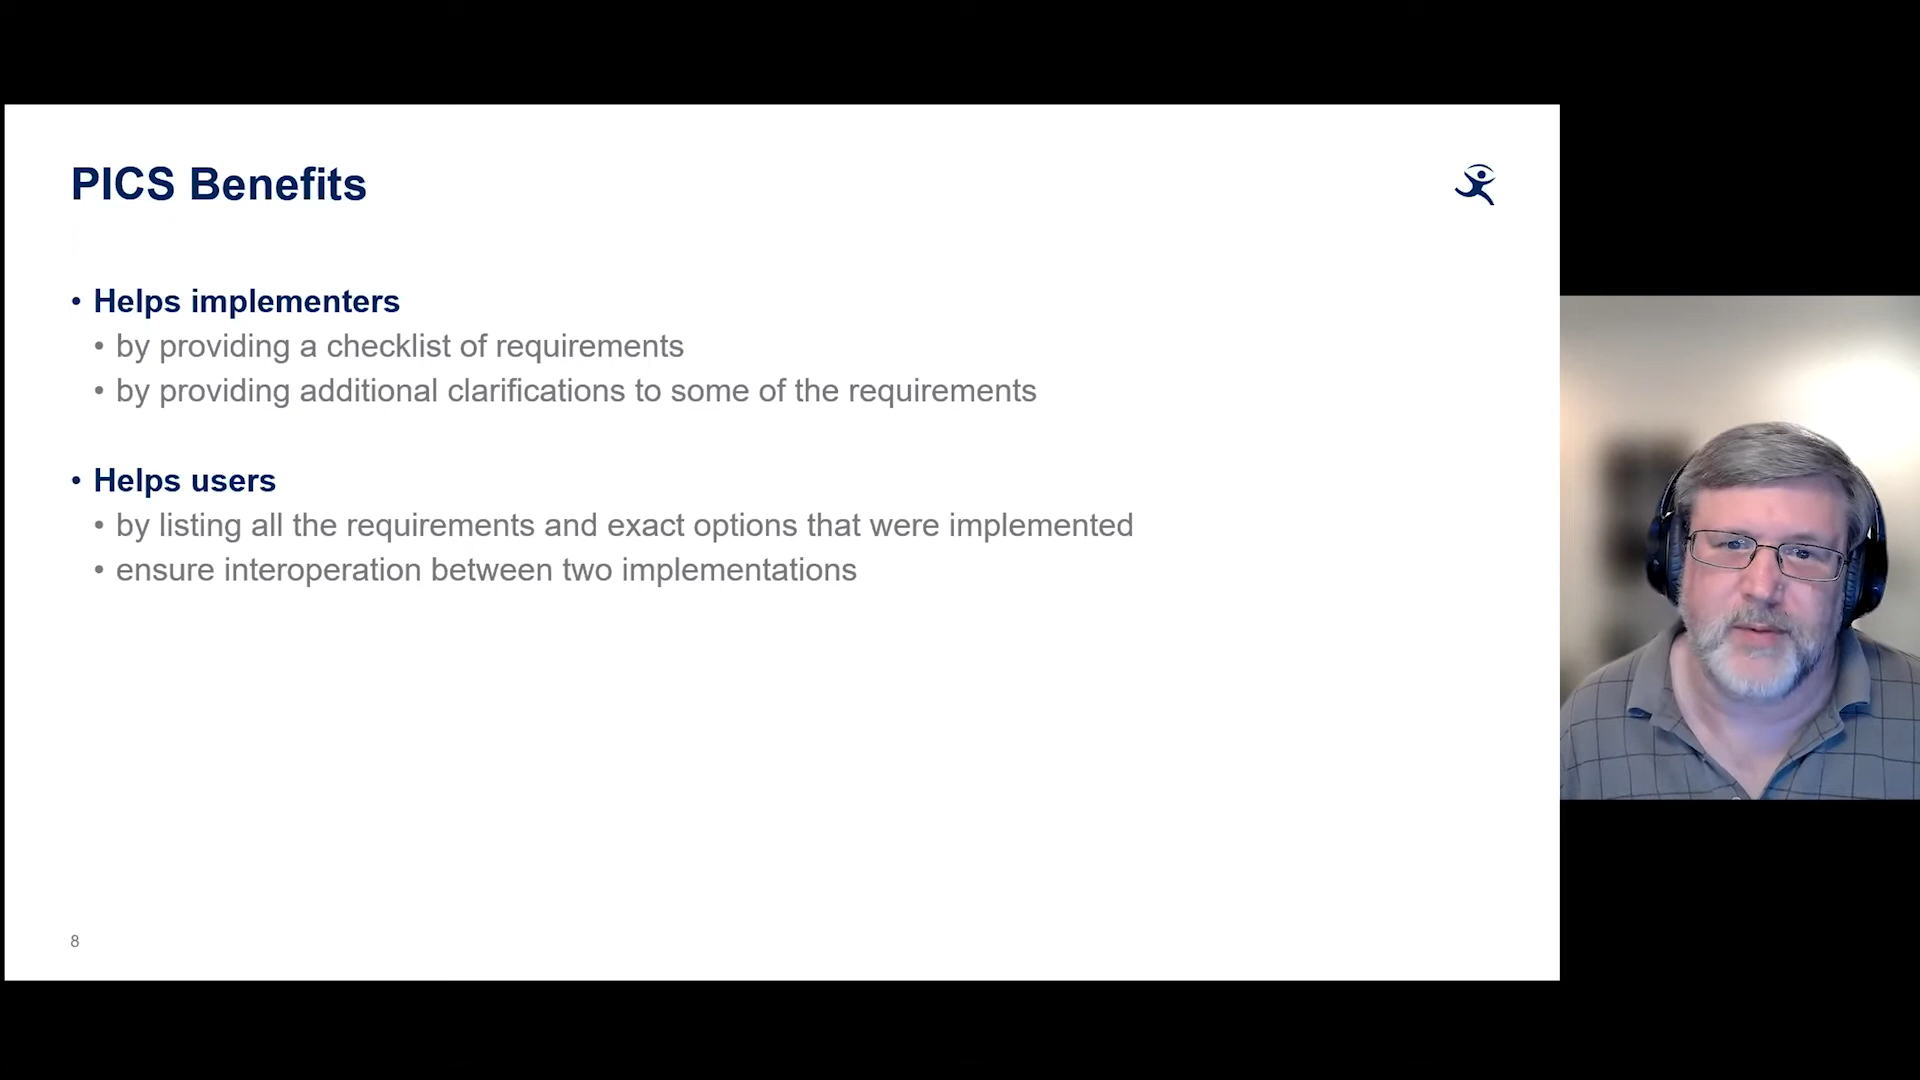 PICS Benefits
• Helps implementers
• by providing a checklist of requirements
• by providing additional clarifications to some of the requirements
• Helps users
• by listing all the requirements and exact options that were implemented
• ensure interoperation between two implementations
8